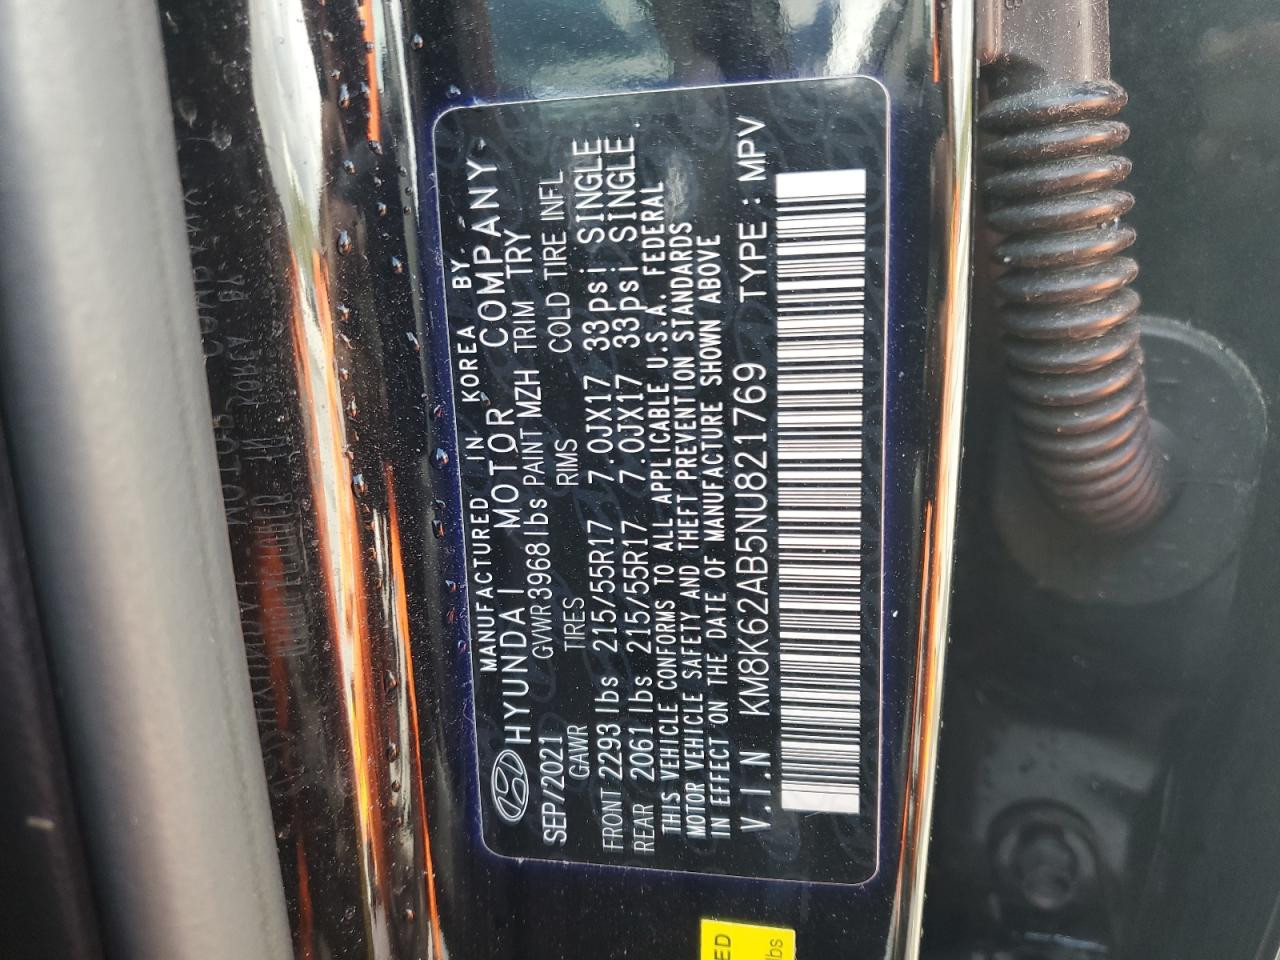 MANUFACTURED IN KOREA BY
HYUNDAI MOTOR COMPANY
SEP/2021 GVWR 3968 lbs PAINT MZH TRIM TRY
GAWR TIRES RIMS COLD TIRE INFL
FRONT 2293 lbs 215/55R17 7.0JX17 33psi SINGLE
REAR 2061 lbs 215/55R17 7.0JX17 33psi SINGLE
THIS VEHICLE CONFORMS TO ALL APPLICABLE U.S.A. FEDERAL
MOTOR VEHICLE SAFETY AND THEFT PREVENTION STANDARDS
IN EFFECT ON THE DATE OF MANUFACTURE SHOWN ABOVE
V.I.N KM8K62AB5NU821769 TYPE : MPV
ED
lbs